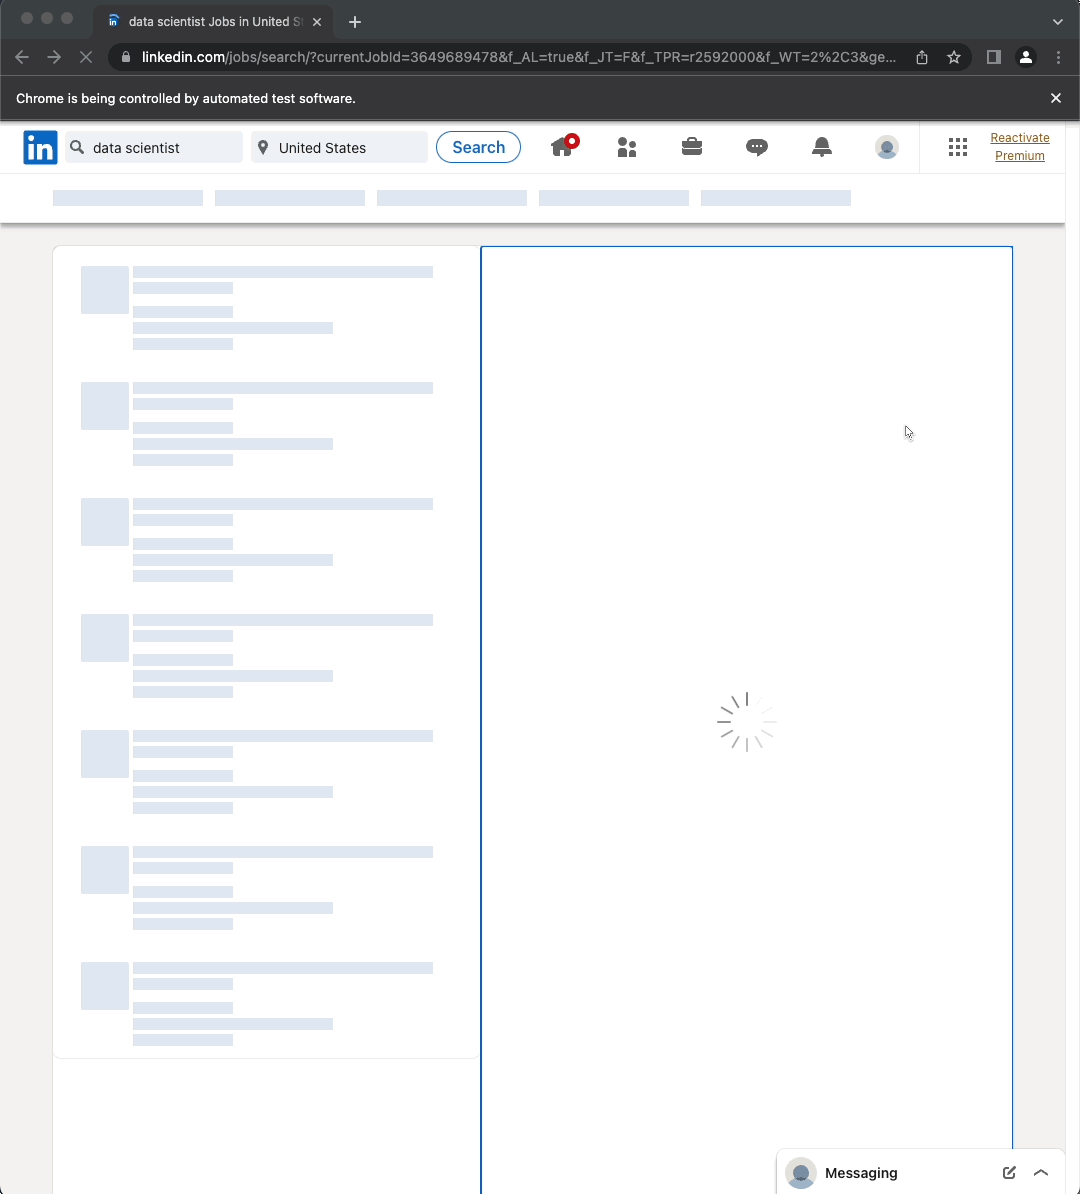 data scientist Jobs in United St
linkedin.com/jobs/search/?currentJobId=3649689478&f_AL=true&f_JT=F&f_TPR=r2592000&f_WT=2%2C3&ge...
Chrome is being controlled by automated test software.
in
data scientist
United States
Search
Reactivate
Premium
Messaging